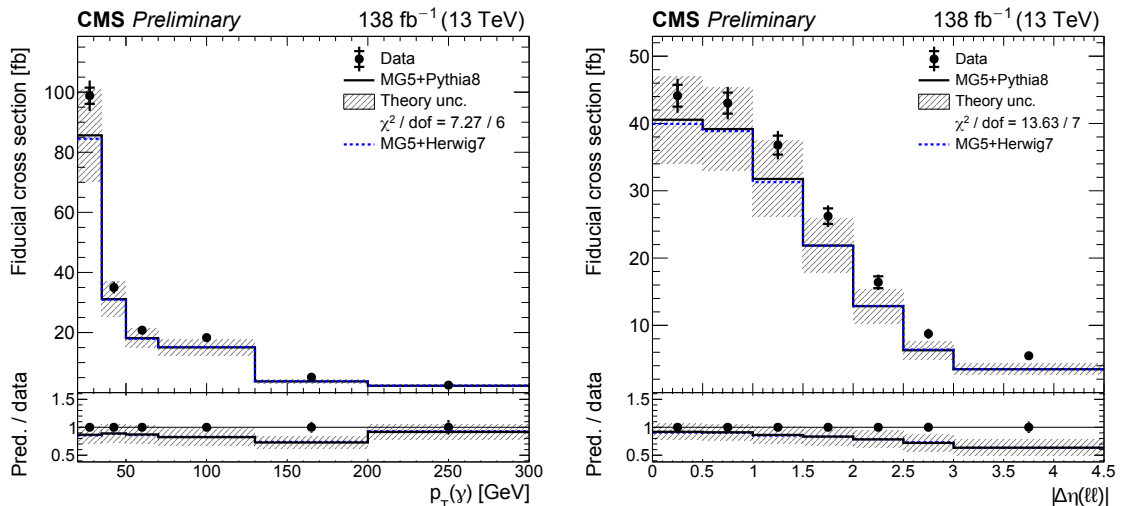 CMS Preliminary 138 fb⁻¹ (13 TeV)
Fiducial cross section [fb]
100
80
60
40
20
Data
MG5+Pythia8
Theory unc.
χ² / dof = 7.27 / 6
MG5+Herwig7
Pred. / data
1.5
1
0.5
50 100 150 200 250 300
p_T(γ) [GeV]
CMS Preliminary 138 fb⁻¹ (13 TeV)
Fiducial cross section [fb]
50
40
30
20
10
Data
MG5+Pythia8
Theory unc.
χ² / dof = 13.63 / 7
MG5+Herwig7
Pred. / data
1.5
1
0.5
0 0.5 1 1.5 2 2.5 3 3.5 4 4.5
|Δη(ℓℓ)|